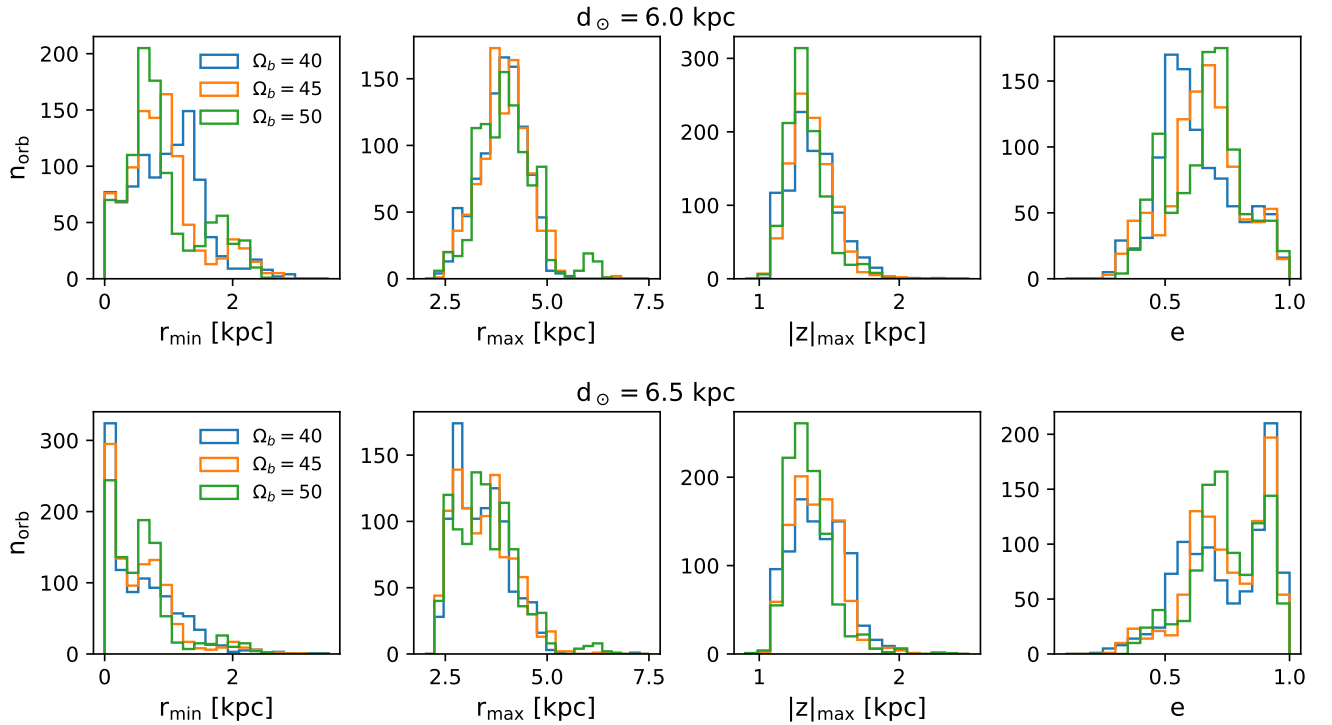 d⊙ = 6.0 kpc
200
150
100
50
0
n_orb
Ω_b = 40
Ω_b = 45
Ω_b = 50
0
2
r_min [kpc]
150
100
50
0
2.5
5.0
7.5
r_max [kpc]
300
200
100
0
1
2
|z|_max [kpc]
200
150
100
50
0
0.5
1.0
e
d⊙ = 6.5 kpc
300
200
100
0
n_orb
Ω_b = 40
Ω_b = 45
Ω_b = 50
0
2
r_min [kpc]
150
100
50
0
2.5
5.0
7.5
r_max [kpc]
200
100
0
1
2
|z|_max [kpc]
200
150
100
50
0
0.5
1.0
e